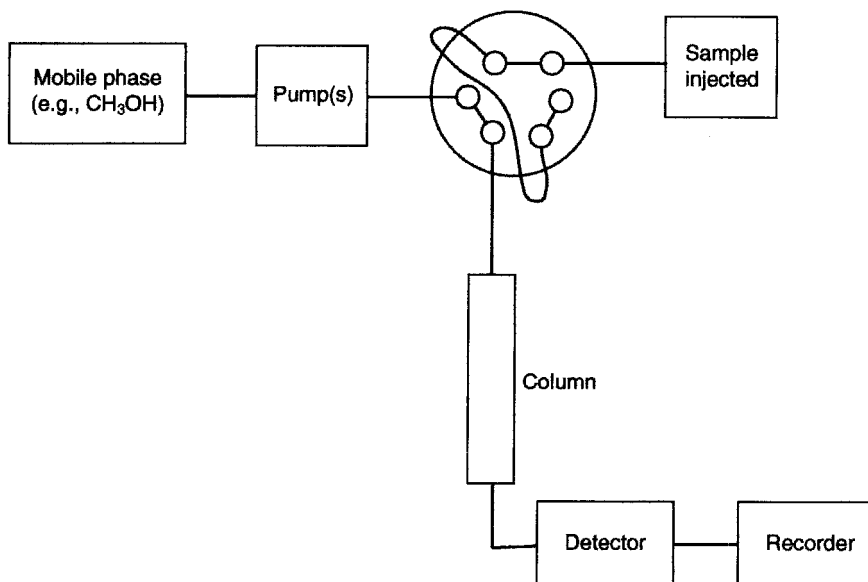 Mobile phase
(e.g., CH₃OH)
Pump(s)
Sample
injected
Column
Detector
Recorder